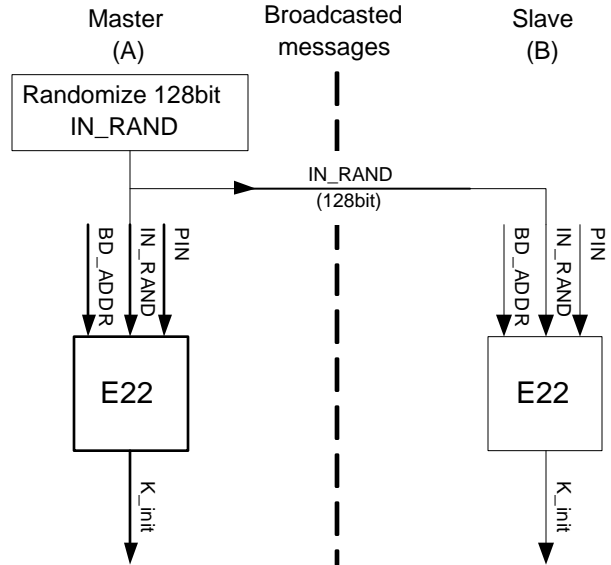 Master
(A)
Broadcasted
messages
Slave
(B)
Randomize 128bit
IN_RAND
IN_RAND
(128bit)
BD_ADDR
IN_RAND
PIN
BD_ADDR
IN_RAND
PIN
E22
E22
K_init
K_init